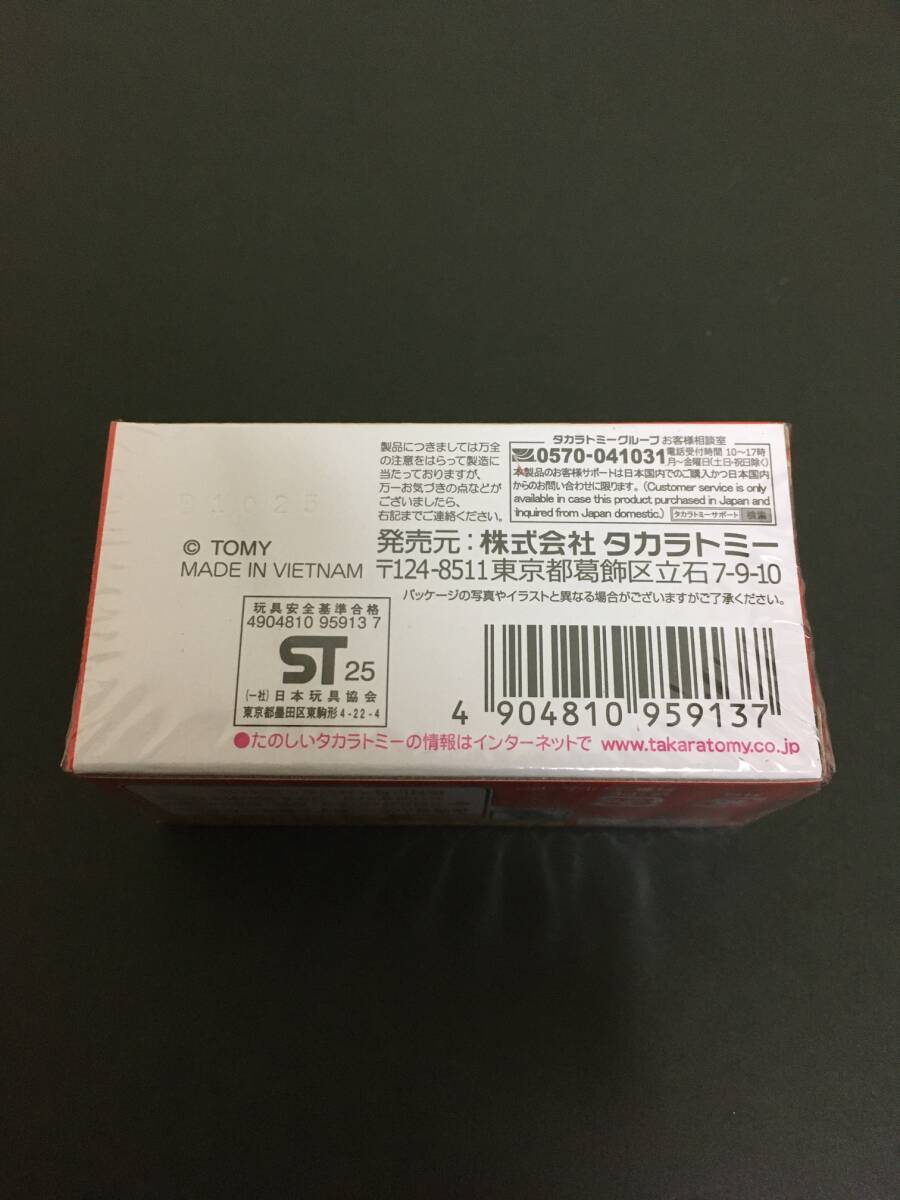 製品につきましては万全
の注意をはらって製造に
当たっておりますが、
万一お気づきの点などが
ございましたら、
右記までご連絡ください。
タカラトミーグループ お客様相談室
0570-041031 電話受付時間 10〜17時
月〜金曜日(土日・祝日除く)
本製品のお客様サポートは日本国内でのご購入かつ日本国内
からのお問い合わせに限ります。(Customer service is only
available in case this product purchased in Japan and
inquired from Japan domestic.) タカラトミーサポート 検索
© TOMY
MADE IN VIETNAM
発売元:株式会社 タカラトミー
〒124-8511東京都葛飾区立石7-9-10
パッケージの写真やイラストと異なる場合がございますがご了承ください。
玩具安全基準合格
4904810 95913 7
ST 25
(一社)日本玩具協会
東京都墨田区東駒形4-22-4
4 904810 959137
●たのしいタカラトミーの情報はインターネットで www.takaratomy.co.jp